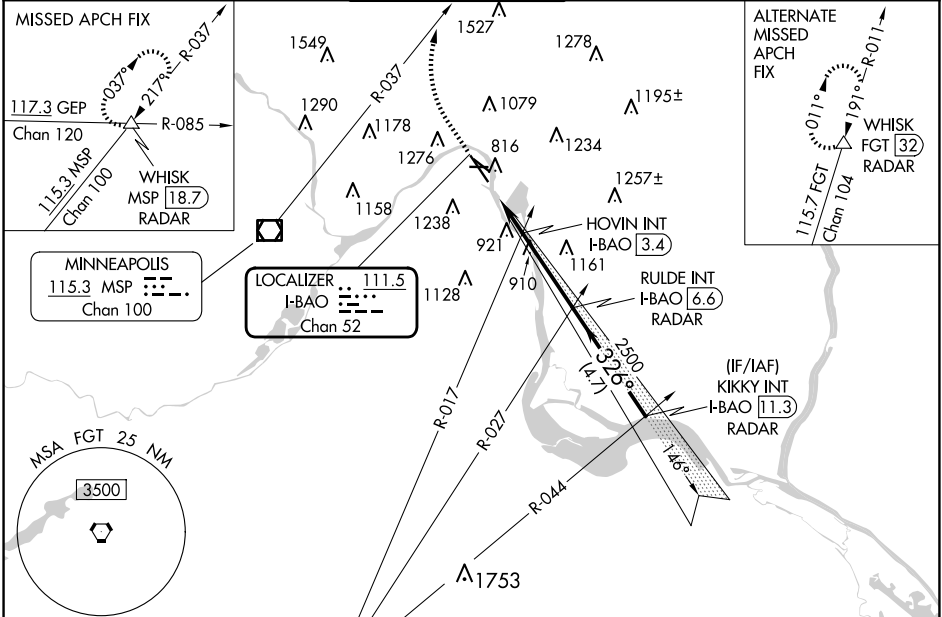 MISSED APCH FIX
037°
217°
R-037
117.3 GEP
Chan 120
R-085
115.3 MSP
Chan 100
WHISK
MSP 18.7
RADAR
1549
1527
1278
R-037
1290
1178
1079
1195±
1276
816
1234
1158
1238
1257±
921
HOVIN INT
I-BAO 3.4
1128
910
1161
RULDE INT
I-BAO 6.6
RADAR
ALTERNATE
MISSED
APCH
FIX
R-011
011°
191°
WHISK
FGT 32
RADAR
115.7 FGT
Chan 104
MINNEAPOLIS
115.3 MSP
Chan 100
LOCALIZER 111.5
I-BAO
Chan 52
2500
326°
(4.7)
(IF/IAF)
KIKKY INT
I-BAO 11.3
RADAR
146°
R-017
R-027
R-044
MSA FGT 25 NM
3500
1753